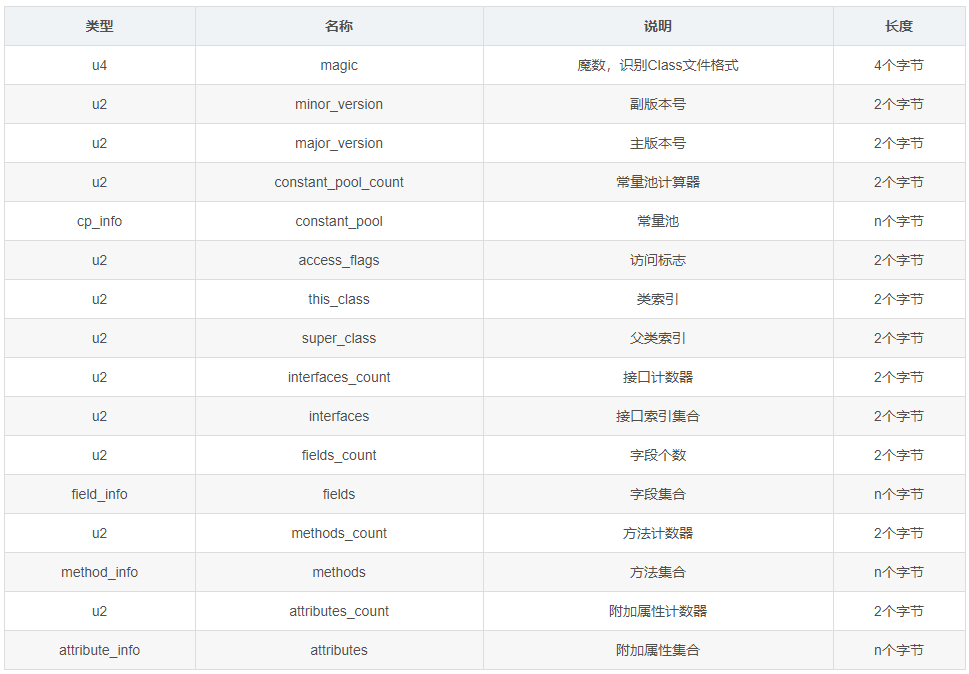 类型 名称 说明 长度
u4 magic 魔数，识别Class文件格式 4个字节
u2 minor_version 副版本号 2个字节
u2 major_version 主版本号 2个字节
u2 constant_pool_count 常量池计算器 2个字节
cp_info constant_pool 常量池 n个字节
u2 access_flags 访问标志 2个字节
u2 this_class 类索引 2个字节
u2 super_class 父类索引 2个字节
u2 interfaces_count 接口计数器 2个字节
u2 interfaces 接口索引集合 2个字节
u2 fields_count 字段个数 2个字节
field_info fields 字段集合 n个字节
u2 methods_count 方法计数器 2个字节
method_info methods 方法集合 n个字节
u2 attributes_count 附加属性计数器 2个字节
attribute_info attributes 附加属性集合 n个字节